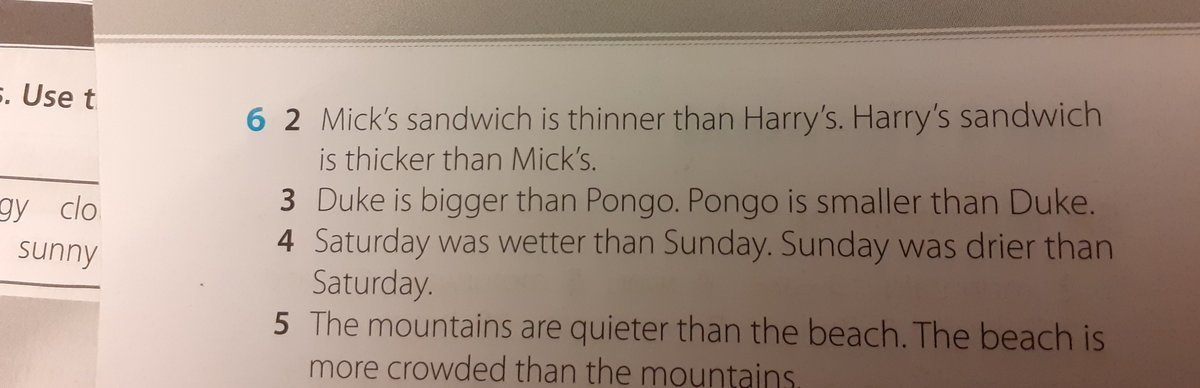 s. Use t
gy clo
sunny
6 2 Mick's sandwich is thinner than Harry's. Harry's sandwich
is thicker than Mick's.
3 Duke is bigger than Pongo. Pongo is smaller than Duke.
4 Saturday was wetter than Sunday. Sunday was drier than
Saturday.
5 The mountains are quieter than the beach. The beach is
more crowded than the mountains.